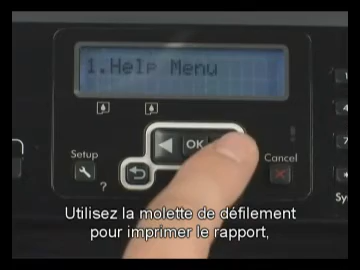 1.Help Menu
Setup
OK
Cancel
?
Utilisez la molette de défilement
pour imprimer le rapport,